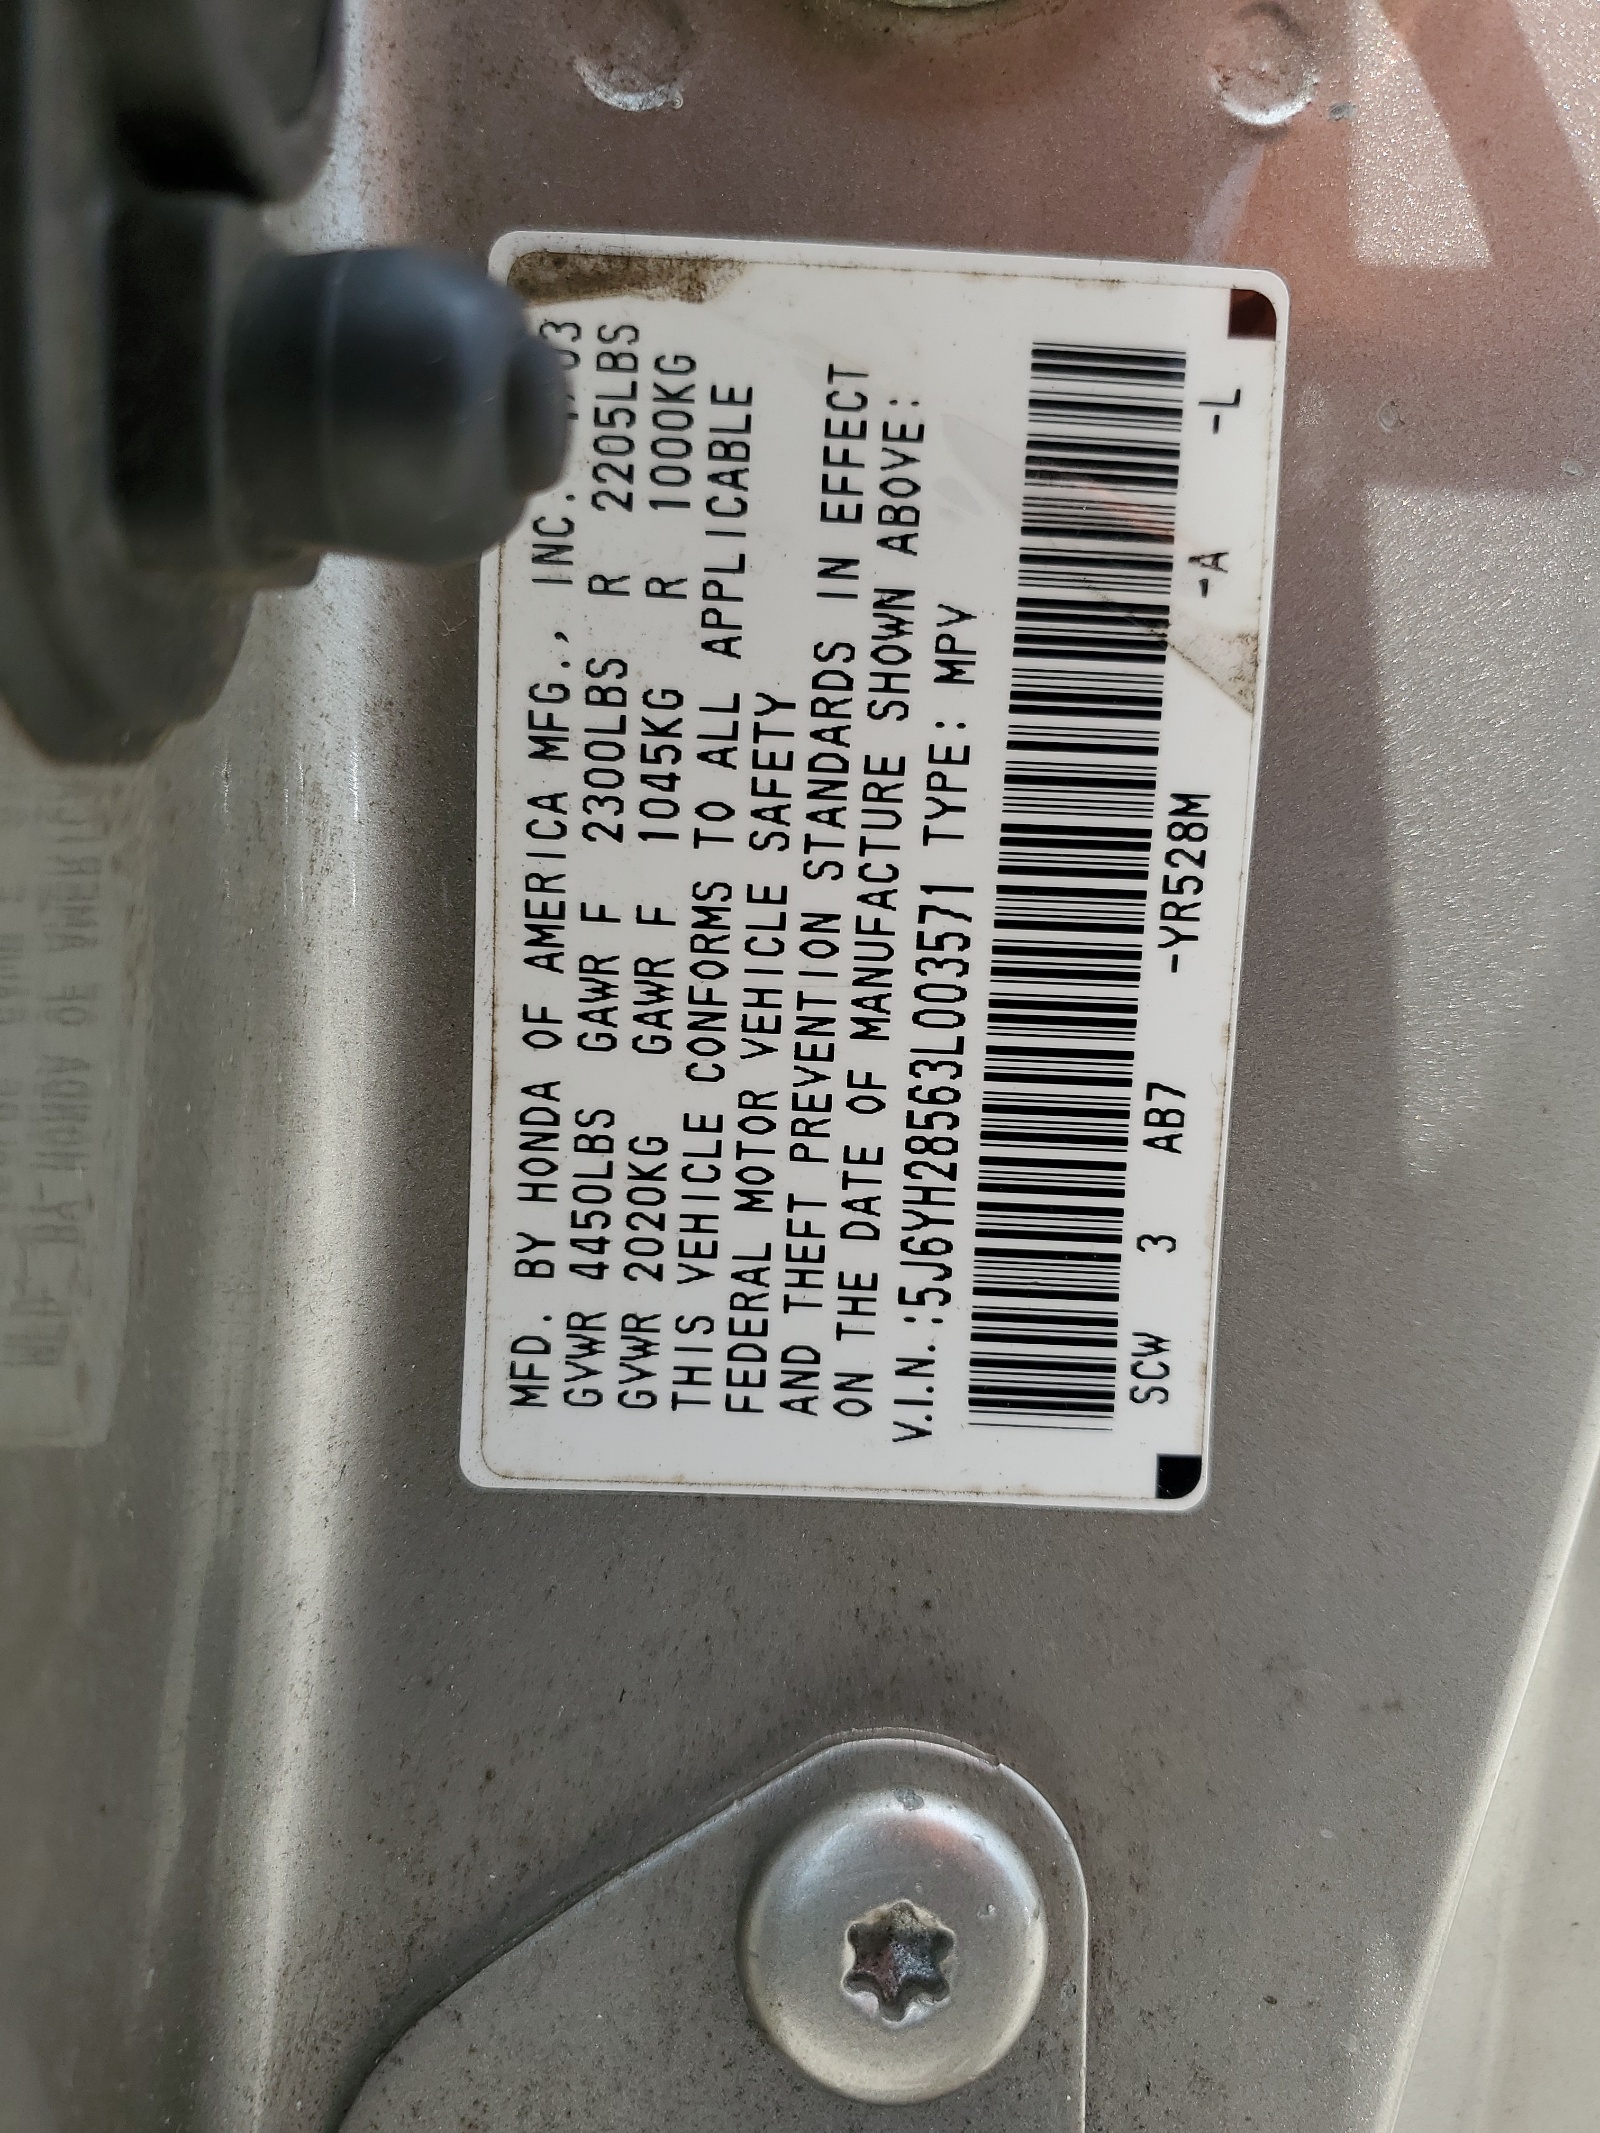 MFD. BY HONDA OF AMERICA MFG., INC.
GVWR 4450LBS GAWR F 2300LBS R 2205LBS
GVWR 2020KG GAWR F 1045KG R 1000KG
THIS VEHICLE CONFORMS TO ALL APPLICABLE
FEDERAL MOTOR VEHICLE SAFETY
AND THEFT PREVENTION STANDARDS IN EFFECT
ON THE DATE OF MANUFACTURE SHOWN ABOVE:
V.I.N.:5J6YH28563L003571 TYPE: MPV
SCW 3 AB7 -YR528M -A -L